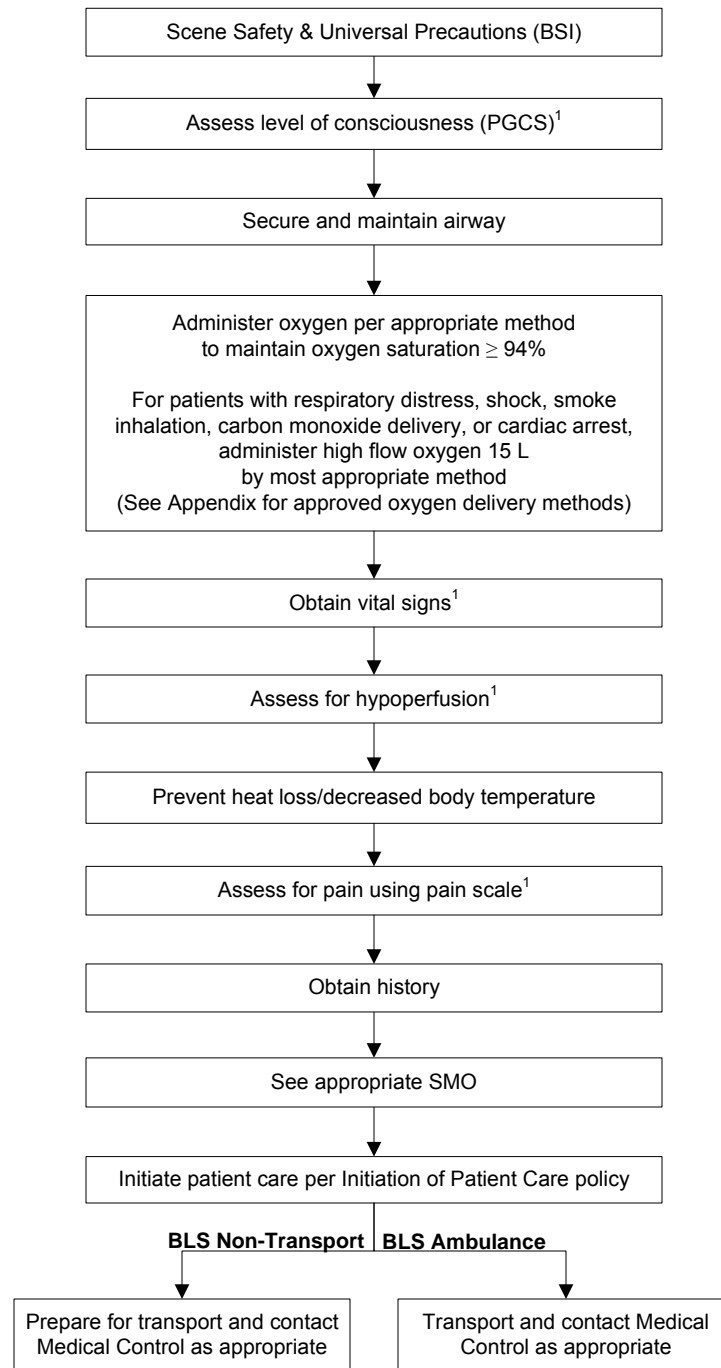 Scene Safety & Universal Precautions (BSI)
Assess level of consciousness (PGCS)¹
Secure and maintain airway
Administer oxygen per appropriate method
to maintain oxygen saturation ≥ 94%
For patients with respiratory distress, shock, smoke
inhalation, carbon monoxide delivery, or cardiac arrest,
administer high flow oxygen 15 L
by most appropriate method
(See Appendix for approved oxygen delivery methods)
Obtain vital signs¹
Assess for hypoperfusion¹
Prevent heat loss/decreased body temperature
Assess for pain using pain scale¹
Obtain history
See appropriate SMO
Initiate patient care per Initiation of Patient Care policy
BLS Non-Transport
BLS Ambulance
Prepare for transport and contact
Medical Control as appropriate
Transport and contact Medical
Control as appropriate